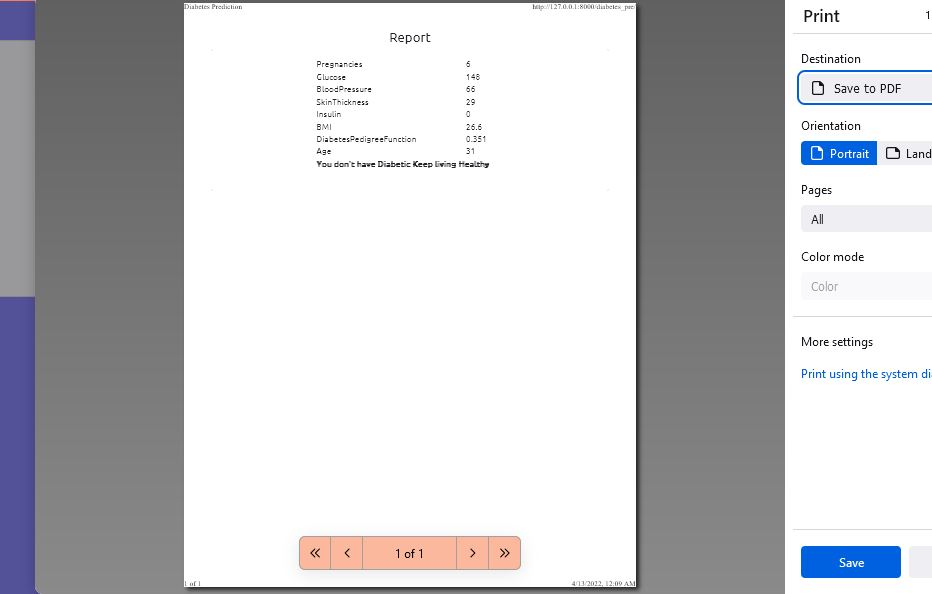 Diabetes Prediction http://127.0.0.1:8000/diabetes_pre/
Report
Pregnancies 6
Glucose 148
BloodPressure 66
SkinThickness 29
Insulin 0
BMI 26.6
DiabetesPedigreeFunction 0.351
Age 31
You don't have Diabetic Keep living Healthy
1 of 1
1 of 1 4/13/2022, 12:09 AM
Print 1
Destination
Save to PDF
Orientation
Portrait Land
Pages
All
Color mode
Color
More settings
Print using the system di
Save